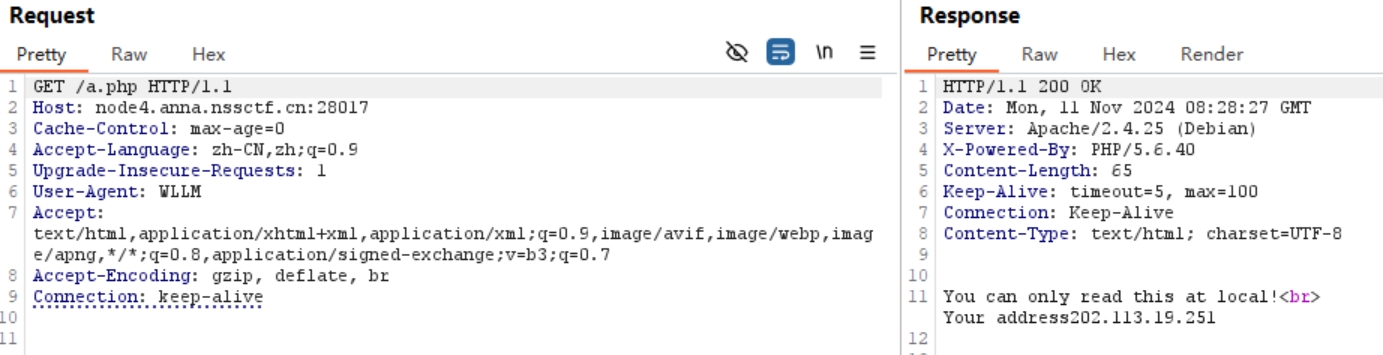 Request
Pretty Raw Hex \n
1 GET /a.php HTTP/1.1
2 Host: node4.anna.nssctf.cn:28017
3 Cache-Control: max-age=0
4 Accept-Language: zh-CN,zh;q=0.9
5 Upgrade-Insecure-Requests: 1
6 User-Agent: WLLM
7 Accept:
text/html,application/xhtml+xml,application/xml;q=0.9,image/avif,image/webp,imag
e/apng,*/*;q=0.8,application/signed-exchange;v=b3;q=0.7
8 Accept-Encoding: gzip, deflate, br
9 Connection: keep-alive
10
11
Response
Pretty Raw Hex Render
1 HTTP/1.1 200 OK
2 Date: Mon, 11 Nov 2024 08:28:27 GMT
3 Server: Apache/2.4.25 (Debian)
4 X-Powered-By: PHP/5.6.40
5 Content-Length: 65
6 Keep-Alive: timeout=5, max=100
7 Connection: Keep-Alive
8 Content-Type: text/html; charset=UTF-8
9
10
11 You can only read this at local!<br>
Your address202.113.19.251
12